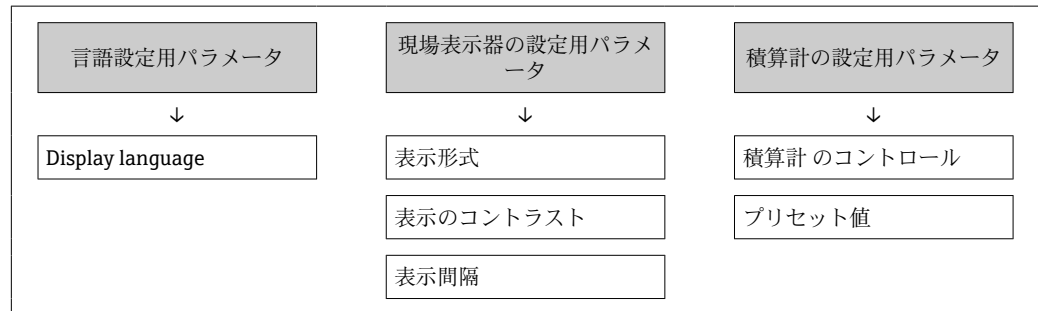 言語設定用パラメータ
↓
Display language
現場表示器の設定用パラメ
ータ
↓
表示形式
表示のコントラスト
表示間隔
積算計の設定用パラメータ
↓
積算計 のコントロール
プリセット値